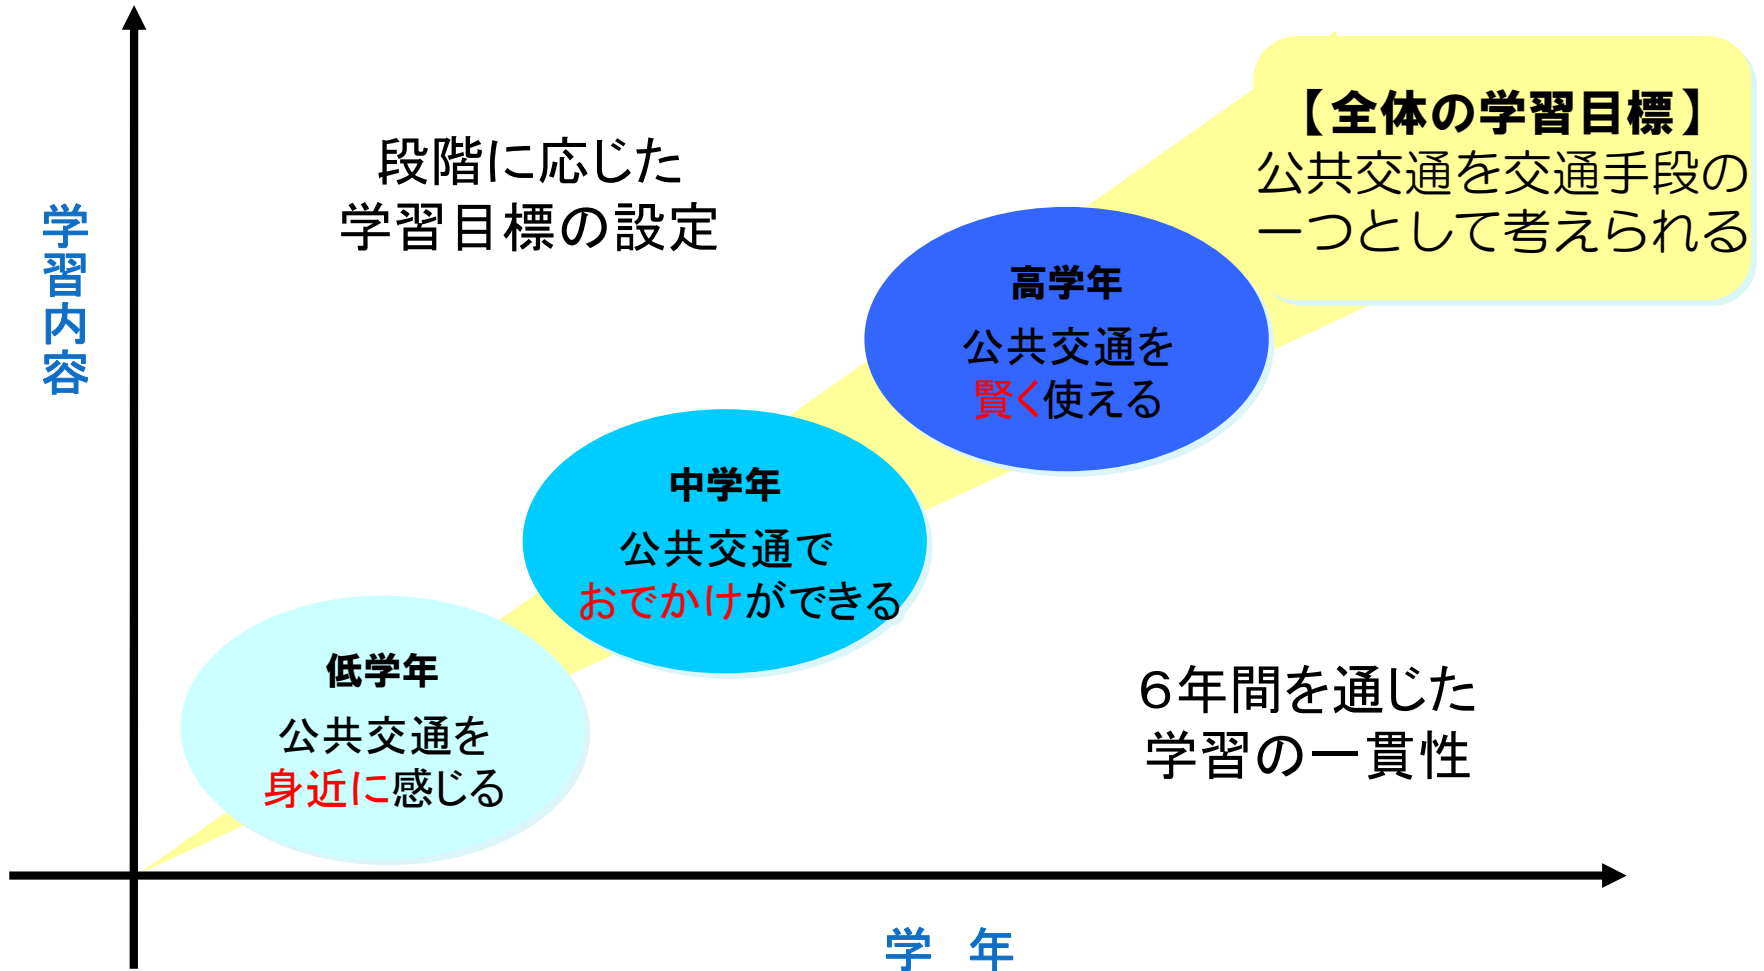 【全体の学習目標】
公共交通を交通手段の
一つとして考えられる
段階に応じた
学習目標の設定
学習内容
高学年
公共交通を
賢く使える
中学年
公共交通で
おでかけができる
低学年
公共交通を
身近に感じる
６年間を通じた
学習の一貫性
学 年